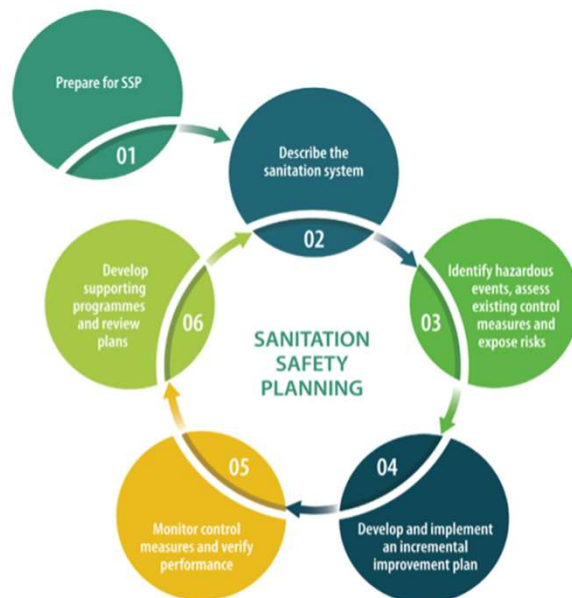 Prepare for SSP
01
Describe the
sanitation system
02
Identify hazardous
events, assess
existing control
measures and
expose risks
03
SANITATION
SAFETY
PLANNING
04
Develop and implement
an incremental
improvement plan
05
Monitor control
measures and verify
performance
Develop
supporting
programmes
and review
plans
06